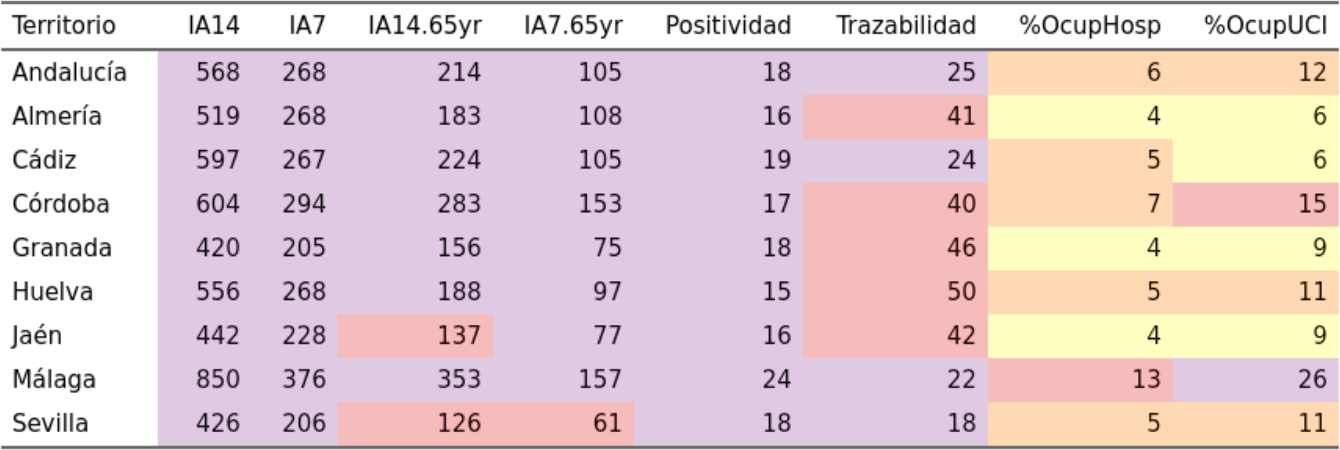 Territorio IA14 IA7 IA14.65yr IA7.65yr Positividad Trazabilidad %OcupHosp %OcupUCI
Andalucía 568 268 214 105 18 25 6 12
Almería 519 268 183 108 16 41 4 6
Cádiz 597 267 224 105 19 24 5 6
Córdoba 604 294 283 153 17 40 7 15
Granada 420 205 156 75 18 46 4 9
Huelva 556 268 188 97 15 50 5 11
Jaén 442 228 137 77 16 42 4 9
Málaga 850 376 353 157 24 22 13 26
Sevilla 426 206 126 61 18 18 5 11